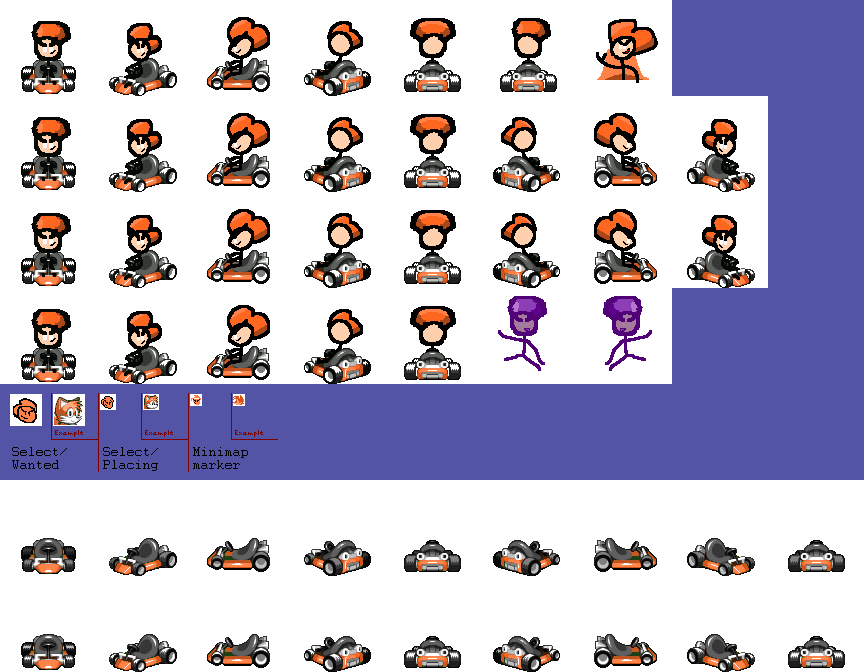 Example
Example
Example
Select/
Wanted
Select/
Placing
Minimap
marker